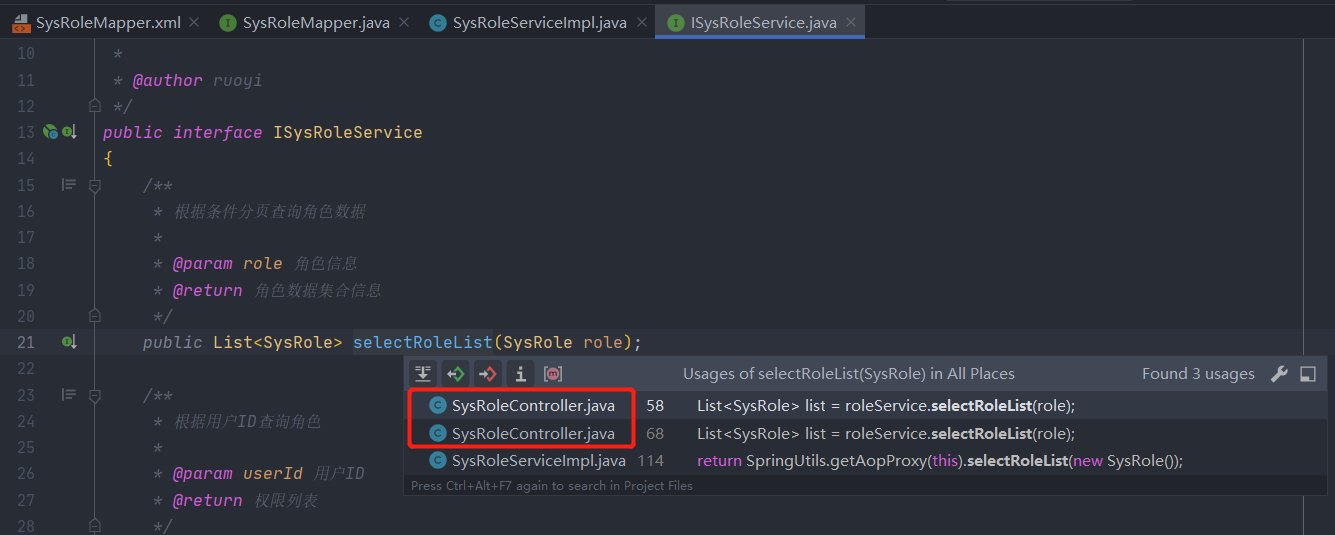 SysRoleMapper.xml SysRoleMapper.java SysRoleServiceImpl.java ISysRoleService.java
10 *
11 * @author ruoyi
12 */
13 public interface ISysRoleService
14 {
15 /**
16 * 根据条件分页查询角色数据
17 *
18 * @param role 角色信息
19 * @return 角色数据集合信息
20 */
21 public List<SysRole> selectRoleList(SysRole role);
22
Usages of selectRoleList(SysRole) in All Places Found 3 usages
23 /**
SysRoleController.java 58 List<SysRole> list = roleService.selectRoleList(role);
24 * 根据用户ID查询角色
SysRoleController.java 68 List<SysRole> list = roleService.selectRoleList(role);
25 *
SysRoleServiceImpl.java 114 return SpringUtils.getAopProxy(this).selectRoleList(new SysRole());
26 * @param userId 用户ID
Press Ctrl+Alt+F7 again to search in Project Files
27 * @return 权限列表
28 */